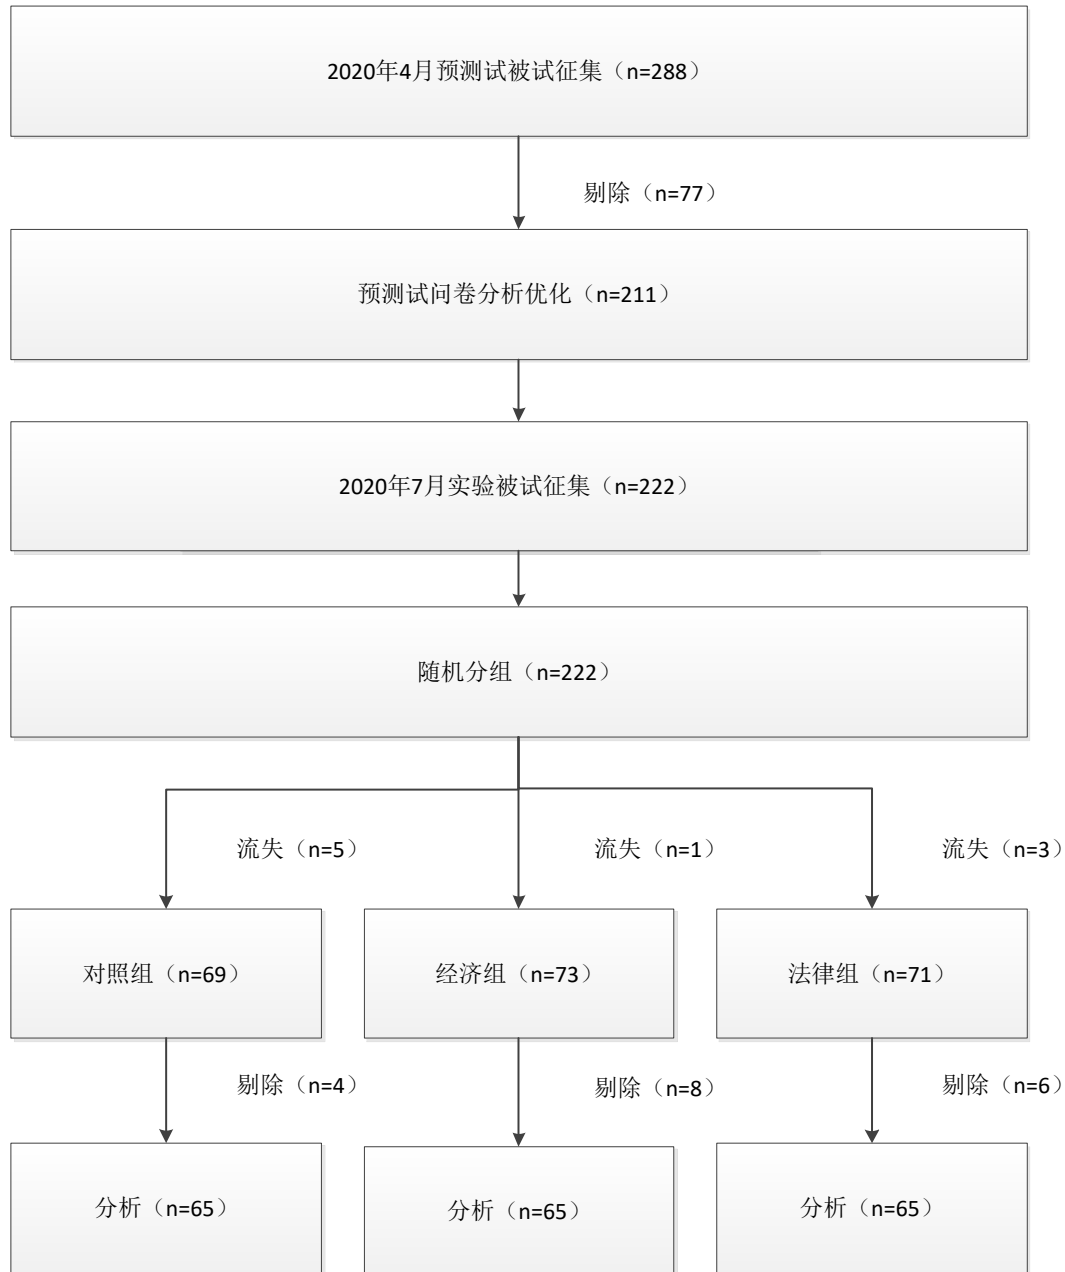 2020年4月预测试被试征集（n=288）
剔除（n=77）
预测试问卷分析优化（n=211）
2020年7月实验被试征集（n=222）
随机分组（n=222）
流失（n=5）
流失（n=1）
流失（n=3）
对照组（n=69）
经济组（n=73）
法律组（n=71）
剔除（n=4）
剔除（n=8）
剔除（n=6）
分析（n=65）
分析（n=65）
分析（n=65）